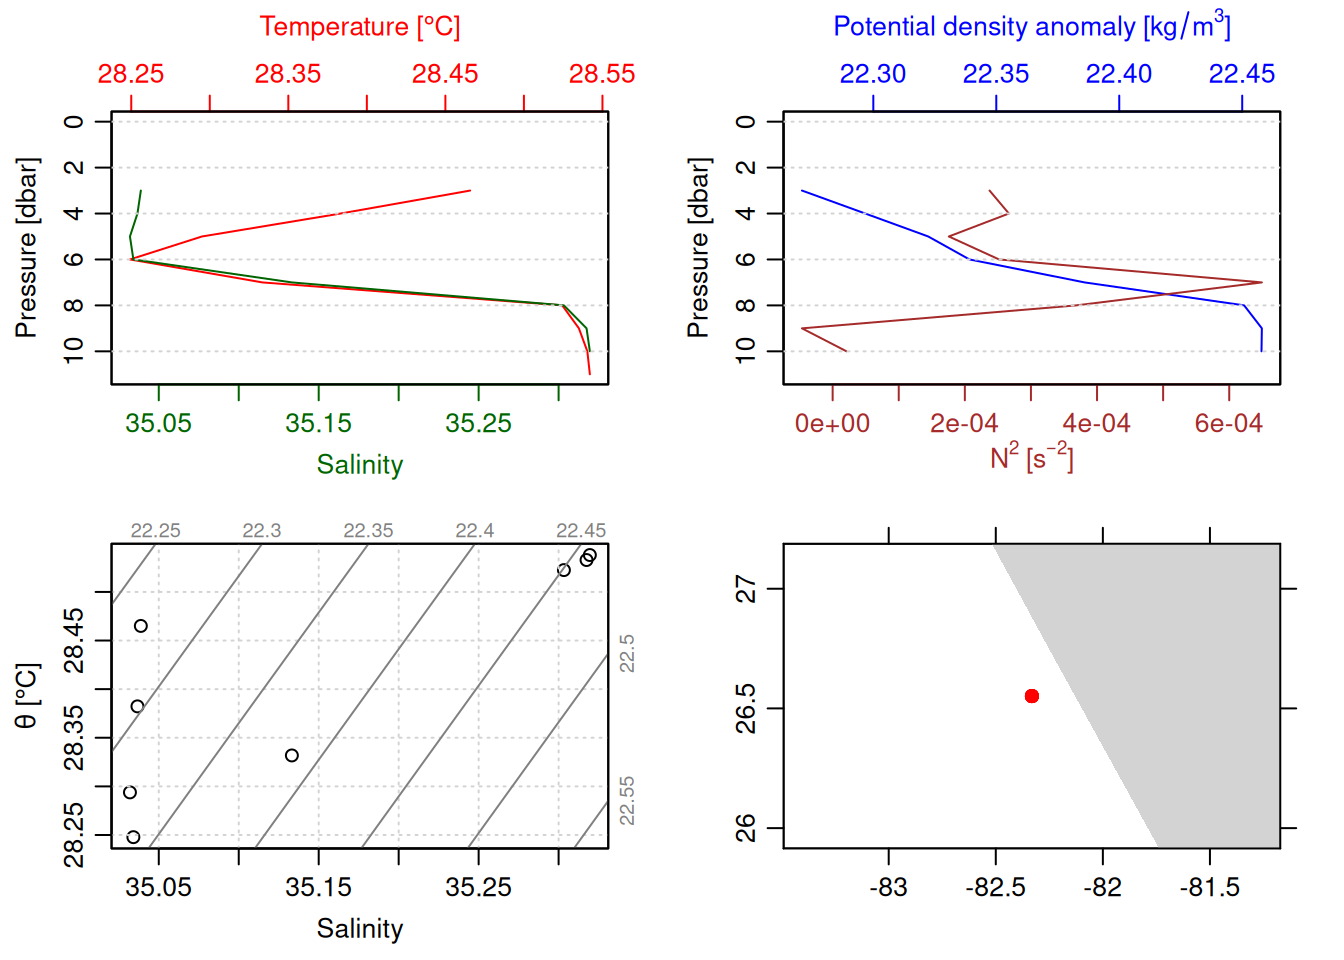 Temperature [°C]
28.25 28.35 28.45 28.55
Pressure [dbar]
0 2 4 6 8 10
35.05 35.15 35.25
Salinity
Potential density anomaly [kg/m³]
22.30 22.35 22.40 22.45
Pressure [dbar]
0 2 4 6 8 10
0e+00 2e-04 4e-04 6e-04
N² [s⁻²]
22.25 22.3 22.35 22.4 22.45
22.5
22.55
θ [°C]
28.45
28.35
28.25
35.05 35.15 35.25
Salinity
27
26.5
26
-83 -82.5 -82 -81.5